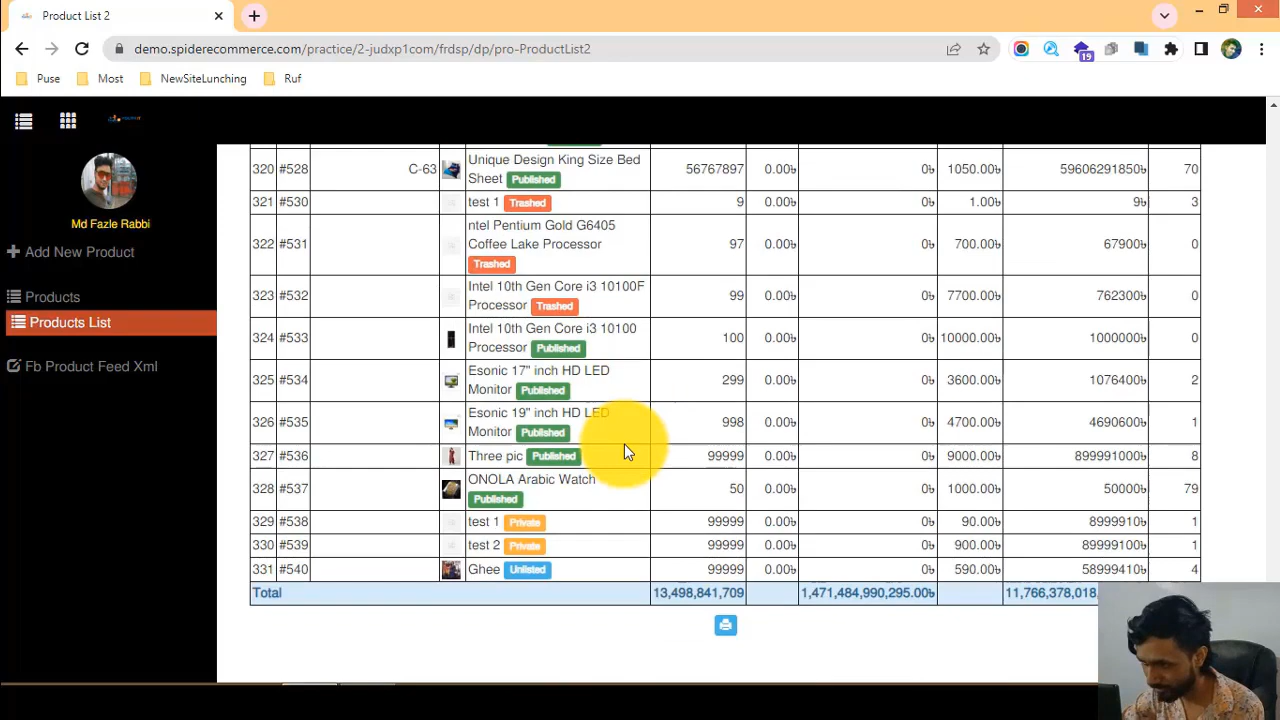 Product List 2
demo.spiderecommerce.com/practice/2-judxp1com/frdsp/dp/pro-ProductList2
19
Puse Most NewSiteLunching Ruf
Md Fazle Rabbi
Add New Product
Products
Products List
Fb Product Feed Xml
320 #528 C-63 Unique Design King Size Bed Sheet Published 56767897 0.00৳ 0৳ 1050.00৳ 59606291850৳ 70
321 #530 test 1 Trashed 9 0.00৳ 0৳ 1.00৳ 9৳ 3
322 #531 ntel Pentium Gold G6405 Coffee Lake Processor Trashed 97 0.00৳ 0৳ 700.00৳ 67900৳ 0
323 #532 Intel 10th Gen Core i3 10100F Processor Trashed 99 0.00৳ 0৳ 7700.00৳ 762300৳ 0
324 #533 Intel 10th Gen Core i3 10100 Processor Published 100 0.00৳ 0৳ 10000.00৳ 1000000৳ 0
325 #534 Esonic 17" inch HD LED Monitor Published 299 0.00৳ 0৳ 3600.00৳ 1076400৳ 2
326 #535 Esonic 19" inch HD LED Monitor Published 998 0.00৳ 0৳ 4700.00৳ 4690600৳ 1
327 #536 Three pic Published 99999 0.00৳ 0৳ 9000.00৳ 899991000৳ 8
328 #537 ONOLA Arabic Watch Published 50 0.00৳ 0৳ 1000.00৳ 50000৳ 79
329 #538 test 1 Private 99999 0.00৳ 0৳ 90.00৳ 8999910৳ 1
330 #539 test 2 Private 99999 0.00৳ 0৳ 900.00৳ 89999100৳ 1
331 #540 Ghee Unlisted 99999 0.00৳ 0৳ 590.00৳ 58999410৳ 4
Total 13,498,841,709 1,471,484,990,295.00৳ 11,766,378,018,